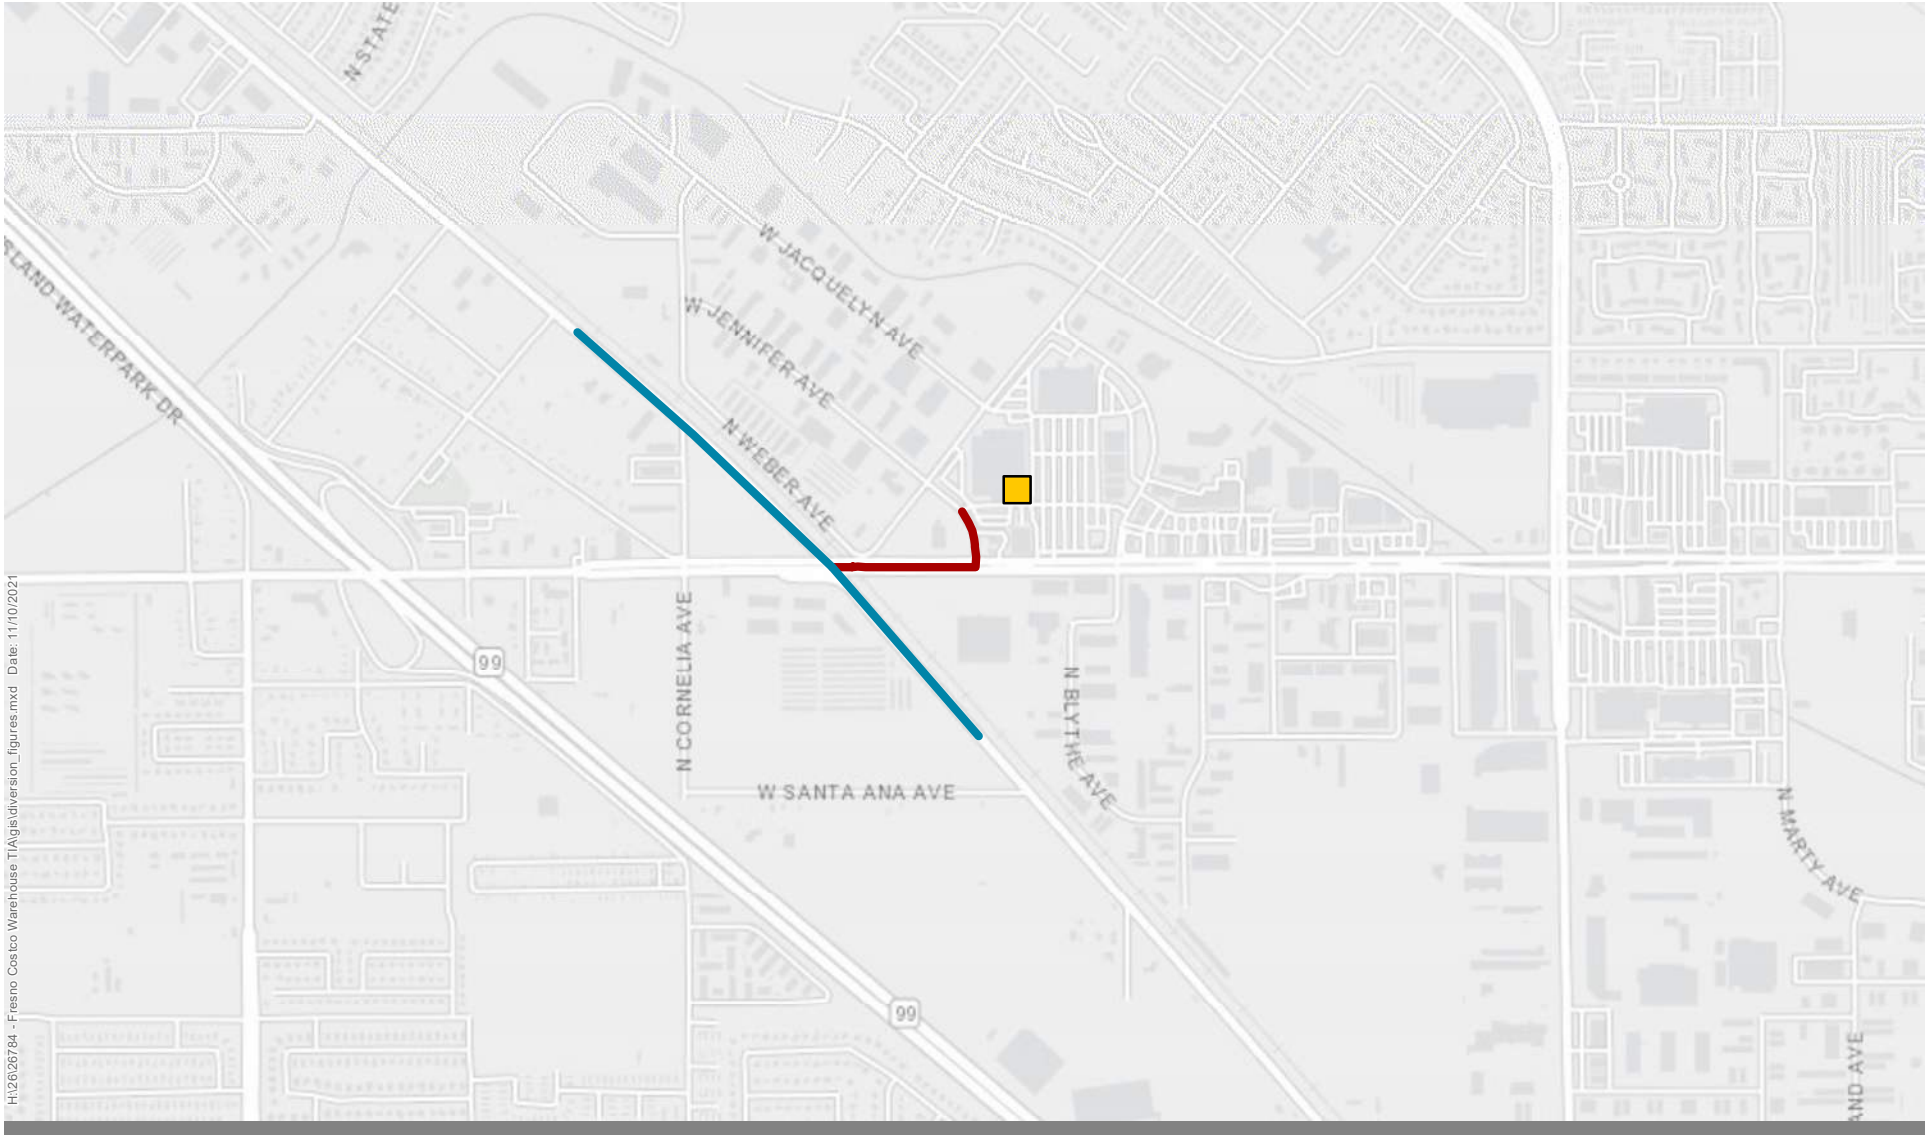 N STATE
SLAND WATERPARK DR
W JACQUELYN AVE
W JENNIFER AVE
N WEBER AVE
N CORNELIA AVE
99
N BLYTHE AVE
W SANTA ANA AVE
N MARTY AVE
99
AND AVE
H:\26\26784 - Fresno Costco Warehouse TIA\gis\diversion_figures.mxd Date: 11/10/2021